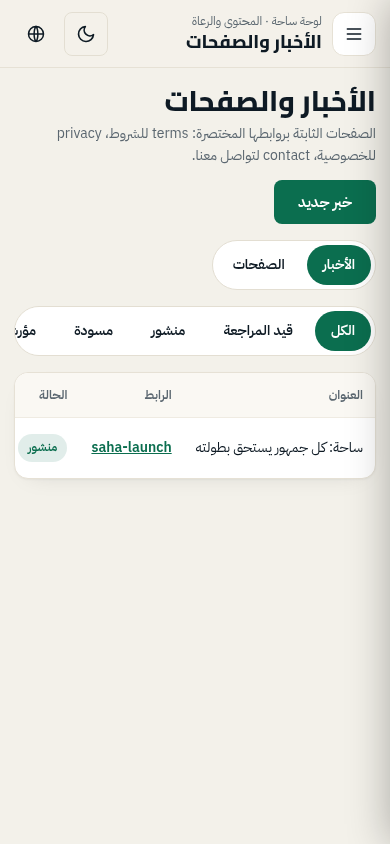 لوحة ساحة · المحتوى والرعاة
الأخبار والصفحات
الأخبار والصفحات
الصفحات الثابتة بروابطها المختصرة: terms للشروط، privacy
للخصوصية، contact لتواصل معنا.
خبر جديد
الأخبار
الصفحات
الكل
قيد المراجعة
منشور
مسودة
العنوان
الرابط
الحالة
ساحة: كل جمهور يستحق بطولته
saha-launch
منشور